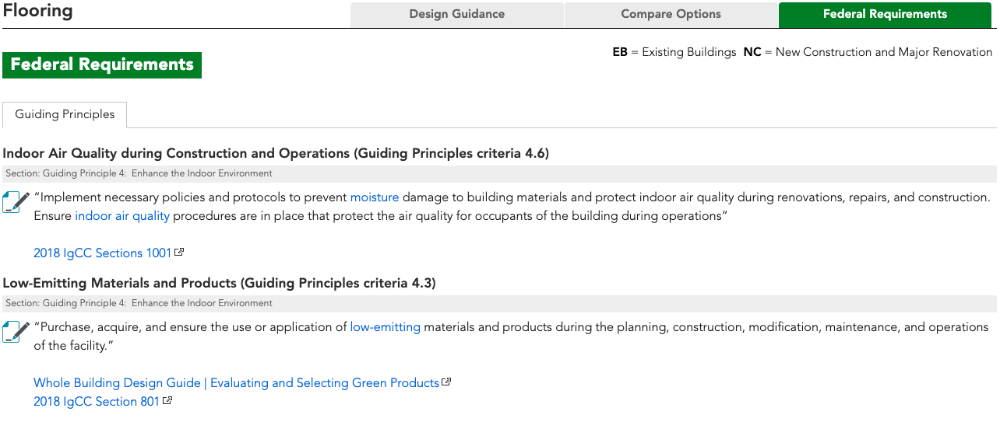 Flooring
Design Guidance
Compare Options
Federal Requirements
EB = Existing Buildings  NC = New Construction and Major Renovation
Federal Requirements
Guiding Principles
Indoor Air Quality during Construction and Operations (Guiding Principles criteria 4.6)
Section: Guiding Principle 4:  Enhance the Indoor Environment
“Implement necessary policies and protocols to prevent moisture damage to building materials and protect indoor air quality during renovations, repairs, and construction.
Ensure indoor air quality procedures are in place that protect the air quality for occupants of the building during operations”
2018 IgCC Sections 1001
Low-Emitting Materials and Products (Guiding Principles criteria 4.3)
Section: Guiding Principle 4:  Enhance the Indoor Environment
“Purchase, acquire, and ensure the use or application of low-emitting materials and products during the planning, construction, modification, maintenance, and operations
of the facility.“
Whole Building Design Guide | Evaluating and Selecting Green Products
2018 IgCC Section 801